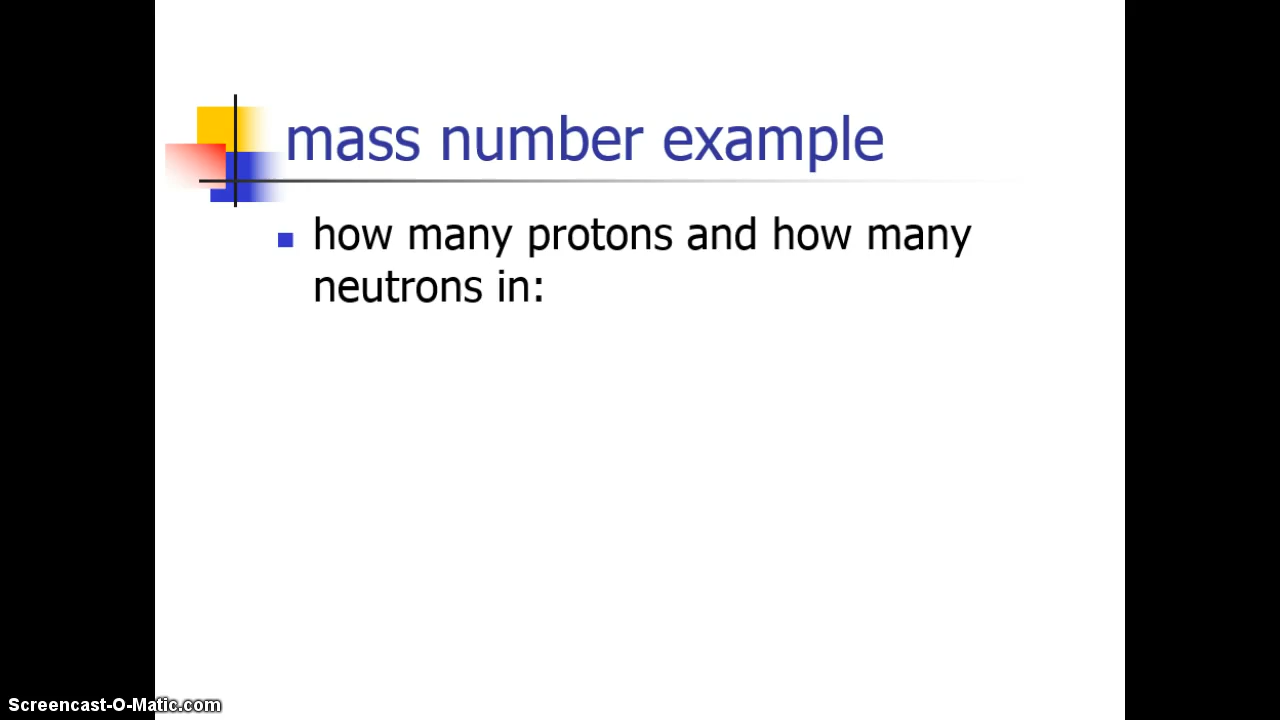 mass number example
how many protons and how many
neutrons in:
Screencast-O-Matic.com